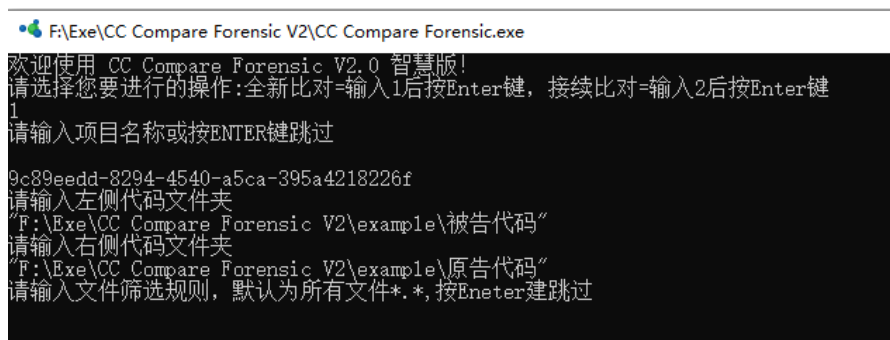 F:\Exe\CC Compare Forensic V2\CC Compare Forensic.exe
欢迎使用 CC Compare Forensic V2.0 智慧版!
请选择您要进行的操作:全新比对=输入1后按Enter键，接续比对=输入2后按Enter键
1
请输入项目名称或按ENTER键跳过
9c89eedd-8294-4540-a5ca-395a4218226f
请输入左侧代码文件夹
"F:\Exe\CC Compare Forensic V2\example\被告代码"
请输入右侧代码文件夹
"F:\Exe\CC Compare Forensic V2\example\原告代码"
请输入文件筛选规则，默认为所有文件*.*,按Eneter建跳过